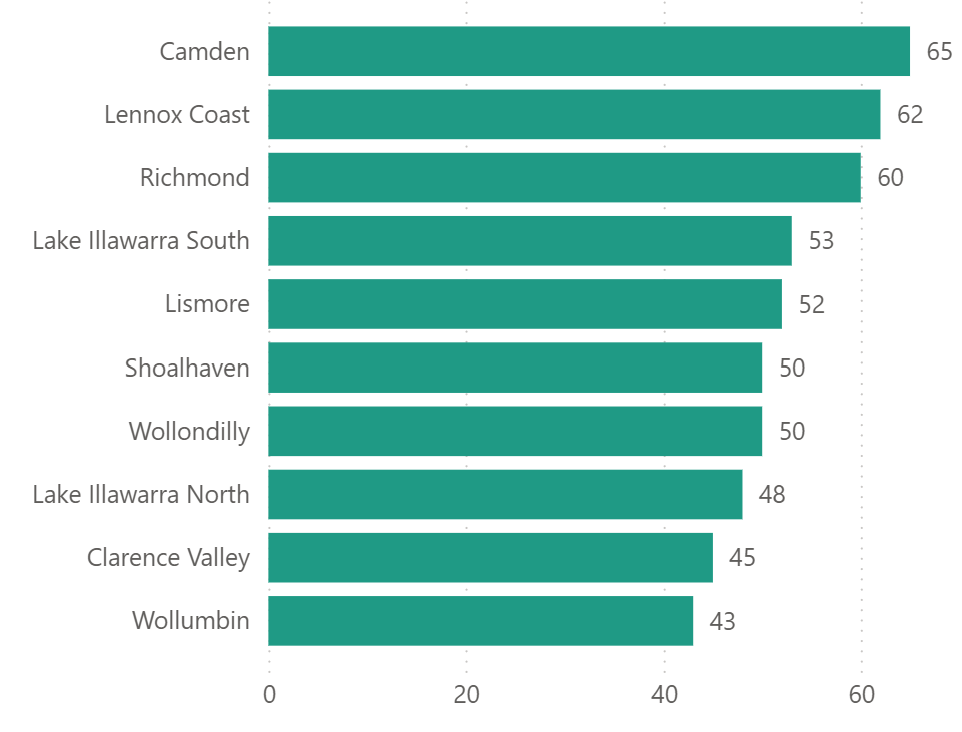 Camden 65
Lennox Coast 62
Richmond 60
Lake Illawarra South 53
Lismore 52
Shoalhaven 50
Wollondilly 50
Lake Illawarra North 48
Clarence Valley 45
Wollumbin 43
0 20 40 60